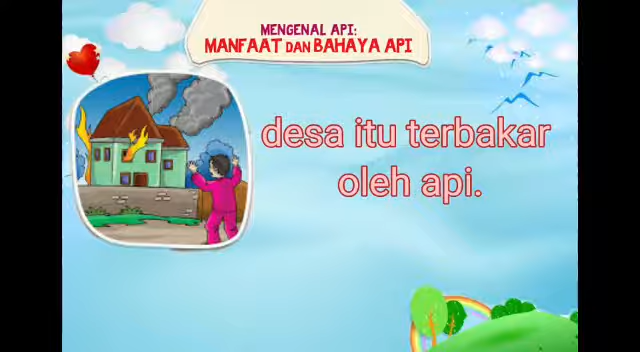 MENGENAL API:
MANFAAT DAN BAHAYA API
desa itu terbakar
oleh api.